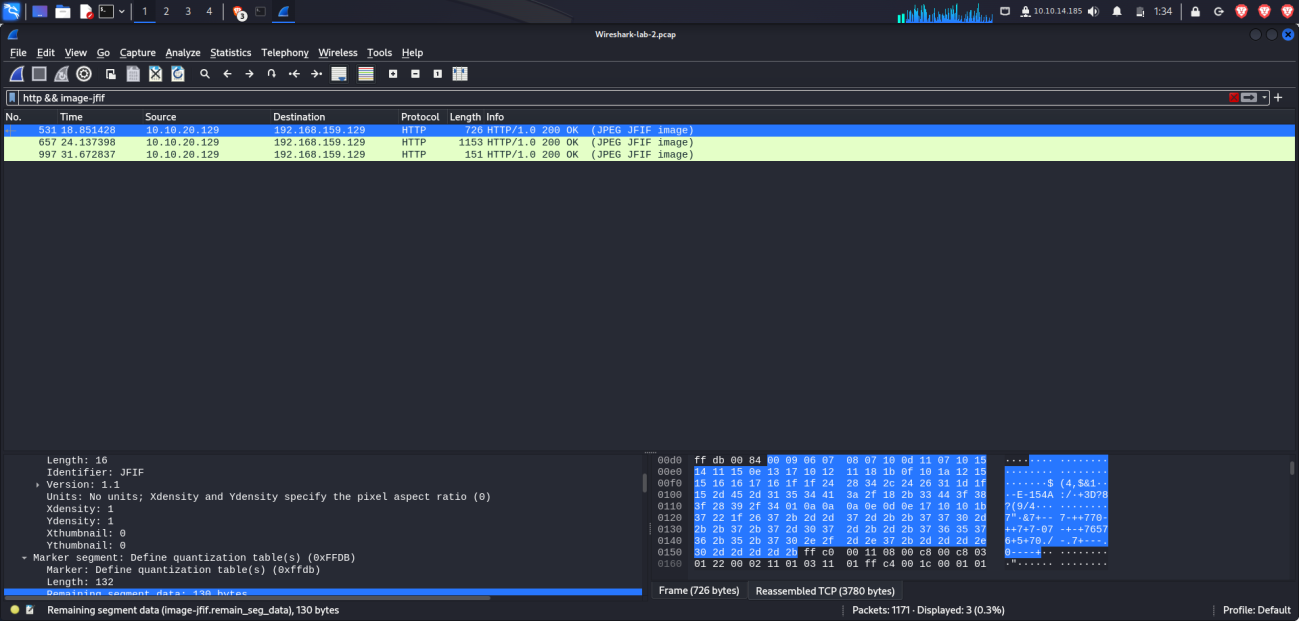 1 2 3 4 3 10.10.14.185 1:34
Wireshark-lab-2.pcap
File Edit View Go Capture Analyze Statistics Telephony Wireless Tools Help
http && image-jfif
No. Time Source Destination Protocol Length Info
531 18.851428 10.10.20.129 192.168.159.129 HTTP 726 HTTP/1.0 200 OK (JPEG JFIF image)
657 24.137398 10.10.20.129 192.168.159.129 HTTP 1153 HTTP/1.0 200 OK (JPEG JFIF image)
997 31.672837 10.10.20.129 192.168.159.129 HTTP 151 HTTP/1.0 200 OK (JPEG JFIF image)
Length: 16
Identifier: JFIF
Version: 1.1
Units: No units; Xdensity and Ydensity specify the pixel aspect ratio (0)
Xdensity: 1
Ydensity: 1
Xthumbnail: 0
Ythumbnail: 0
Marker segment: Define quantization table(s) (0xFFDB)
Marker: Define quantization table(s) (0xffdb)
Length: 132
Remaining segment data: 130 bytes
00d0 ff db 00 84 00 09 06 07 08 07 10 0d 11 07 10 15 ···· ···· ········
00e0 14 11 15 0e 13 17 10 12 11 18 1b 0f 10 1a 12 15 ········ ········
00f0 15 16 16 17 16 1f 1f 24 28 34 2c 24 26 31 1d 1f ·······$ (4,$&1··
0100 15 2d 45 2d 31 35 34 41 3a 2f 18 2b 33 44 3f 38 ·-E-154A :/·+3D?8
0110 3f 28 39 2f 34 01 0a 0a 0a 0e 0d 0e 17 10 10 1b ?(9/4··· ········
0120 37 22 1f 26 37 2b 2d 2d 37 2d 2b 2b 37 37 30 2d 7"·&7+-- 7-++770-
0130 2b 2b 37 2b 37 2d 30 37 2d 2b 2d 2b 37 36 35 37 ++7+7-07 -+-+7657
0140 36 2b 35 2b 37 30 2e 2f 2d 2e 37 2b 2d 2d 2d 2e 6+5+70./ -.7+---.
0150 30 2d 2d 2d 2d 2b ff c0 00 11 08 00 c8 00 c8 03 0----+·· ········
0160 01 22 00 02 11 01 03 11 01 ff c4 00 1c 00 01 01 ·"······ ········
Frame (726 bytes) Reassembled TCP (3780 bytes)
Remaining segment data (image-jfif.remain_seg_data), 130 bytes Packets: 1171 · Displayed: 3 (0.3%) Profile: Default